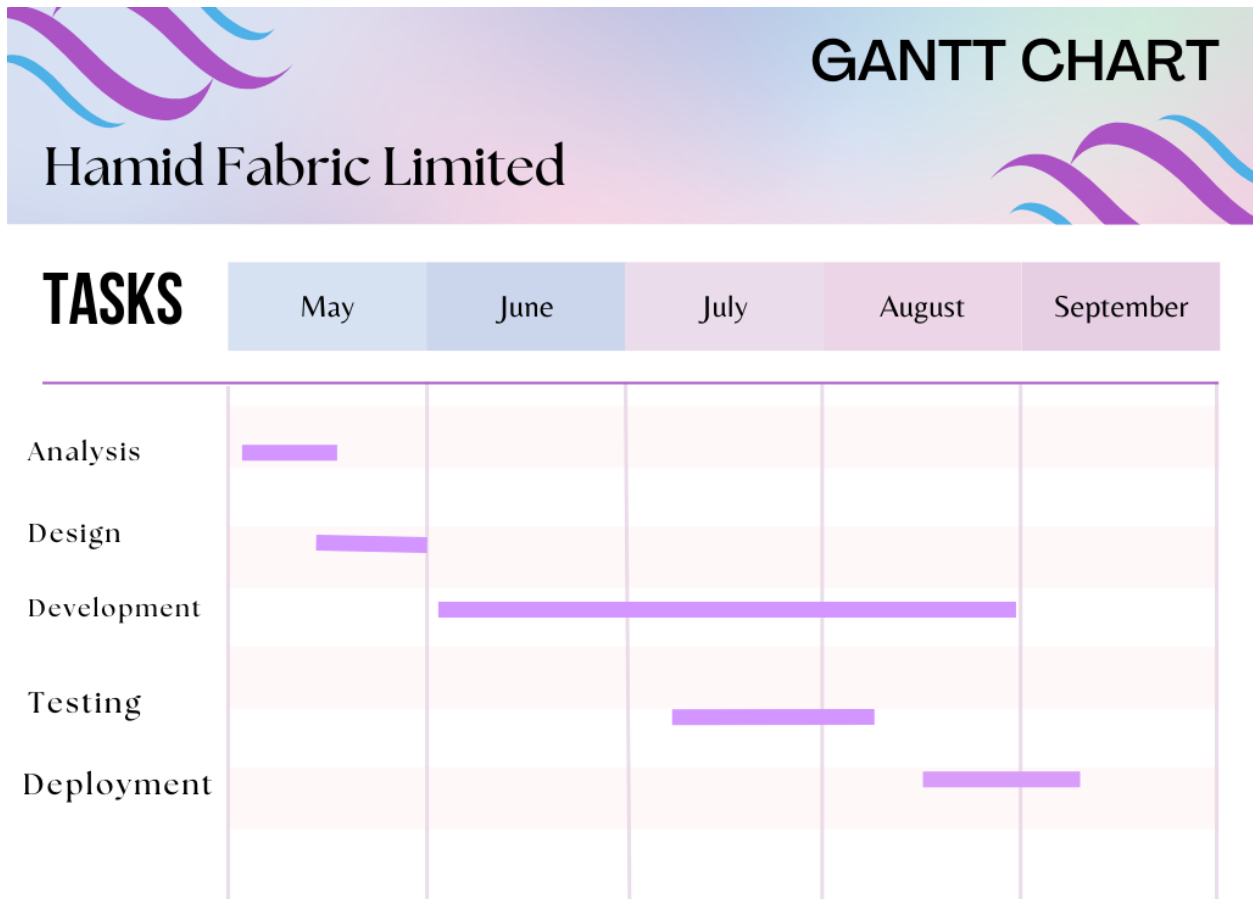 GANTT CHART
Hamid Fabric Limited
TASKS
May
June
July
August
September
Analysis
Design
Development
Testing
Deployment